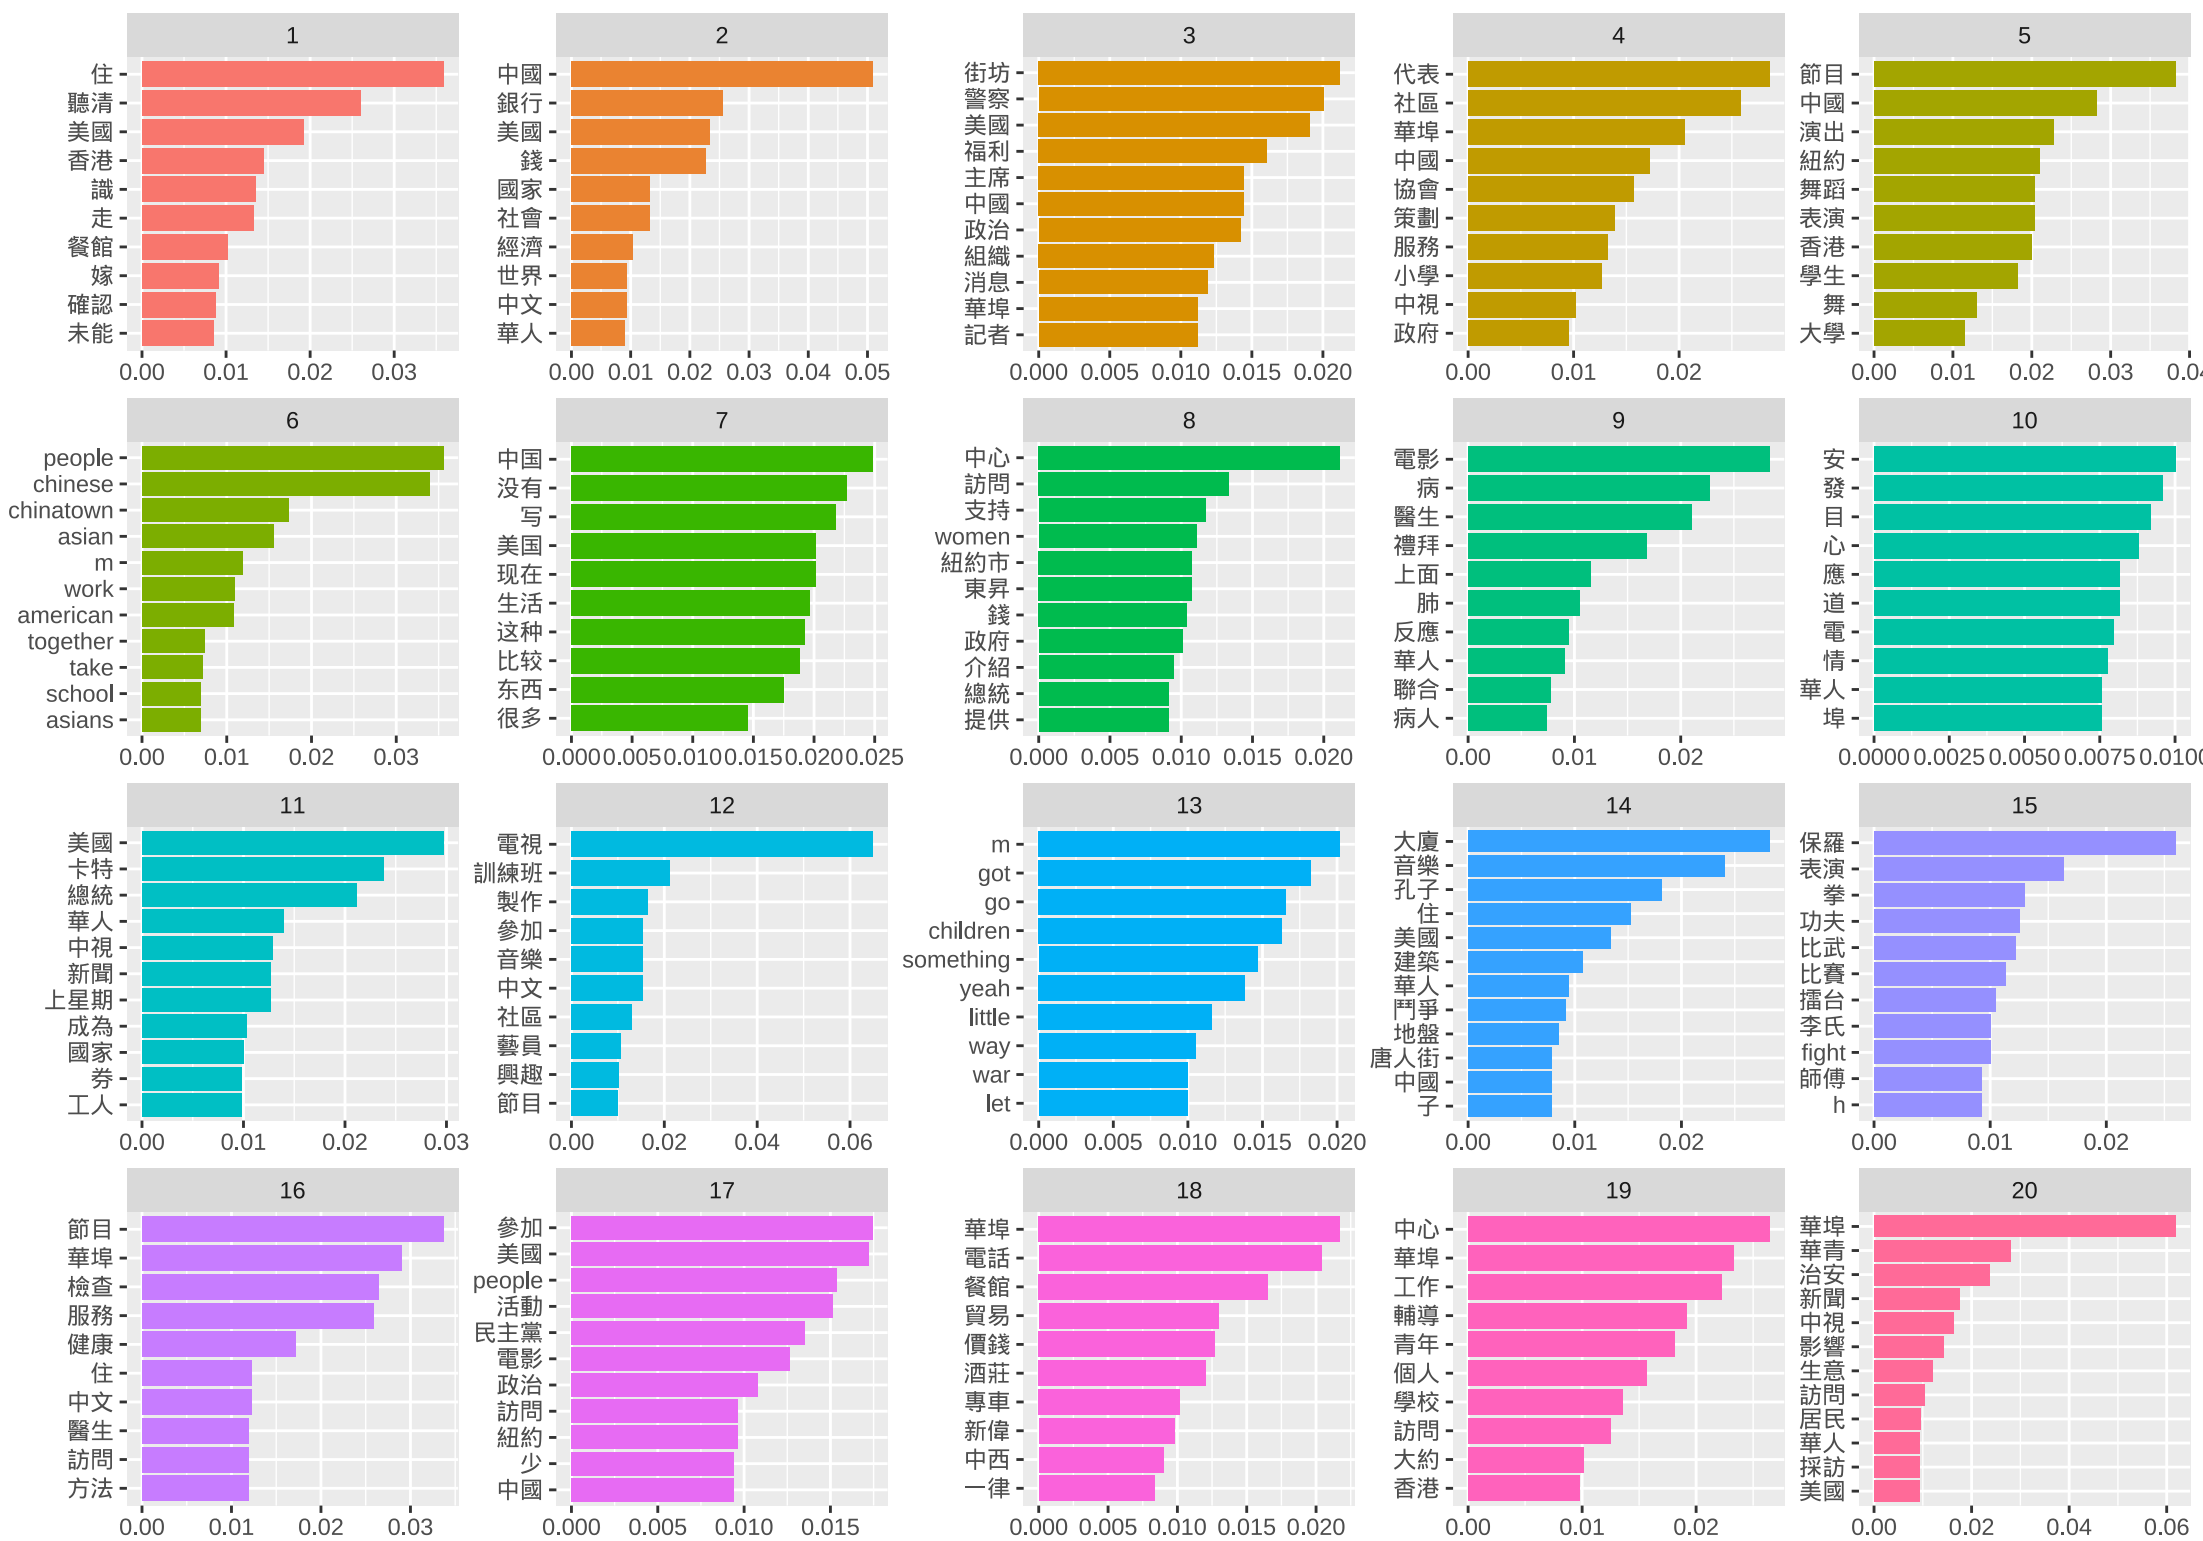 1
住
聽清
美國
香港
識
走
餐館
嫁
確認
未能
0.00 0.01 0.02 0.03
2
中國
銀行
美國
錢
國家
社會
經濟
世界
中文
華人
0.00 0.01 0.02 0.03 0.04 0.05
3
街坊
警察
美國
福利
主席
中國
政治
組織
消息
華埠
記者
0.000 0.005 0.010 0.015 0.020
4
代表
社區
華埠
中國
協會
策劃
服務
小學
中視
政府
0.00 0.01 0.02
5
節目
中國
演出
紐約
舞蹈
表演
香港
學生
舞
大學
0.00 0.01 0.02 0.03 0.04
6
people
chinese
chinatown
asian
m
work
american
together
take
school
asians
0.00 0.01 0.02 0.03
7
中国
没有
写
美国
现在
生活
这种
比较
东西
很多
0.000 0.005 0.010 0.015 0.020 0.025
8
中心
訪問
支持
women
紐約市
東昇
錢
政府
介紹
總統
提供
0.000 0.005 0.010 0.015 0.020
9
電影
病
醫生
禮拜
上面
肺
反應
華人
聯合
病人
0.00 0.01 0.02
10
安
發
目
心
應
道
電
情
華人
埠
0.0000 0.0025 0.0050 0.0075 0.0100
11
美國
卡特
總統
華人
中視
新聞
上星期
成為
國家
券
工人
0.00 0.01 0.02 0.03
12
電視
訓練班
製作
參加
音樂
中文
社區
藝員
興趣
節目
0.00 0.02 0.04 0.06
13
m
got
go
children
something
yeah
little
way
war
let
0.000 0.005 0.010 0.015 0.020
14
大廈
音樂
孔子
住
美國
建築
華人
鬥爭
地盤
唐人街
中國
子
0.00 0.01 0.02
15
保羅
表演
拳
功夫
比武
比賽
擂台
李氏
fight
師傅
h
0.00 0.01 0.02
16
節目
華埠
檢查
服務
健康
住
中文
醫生
訪問
方法
0.00 0.01 0.02 0.03
17
參加
美國
people
活動
民主黨
電影
政治
訪問
紐約
少
中國
0.000 0.005 0.010 0.015
18
華埠
電話
餐館
貿易
價錢
酒莊
專車
新偉
中西
一律
0.000 0.005 0.010 0.015 0.020
19
中心
華埠
工作
輔導
青年
個人
學校
訪問
大約
香港
0.00 0.01 0.02
20
華埠
華青
治安
新聞
中視
影響
生意
訪問
居民
華人
採訪
美國
0.00 0.02 0.04 0.06